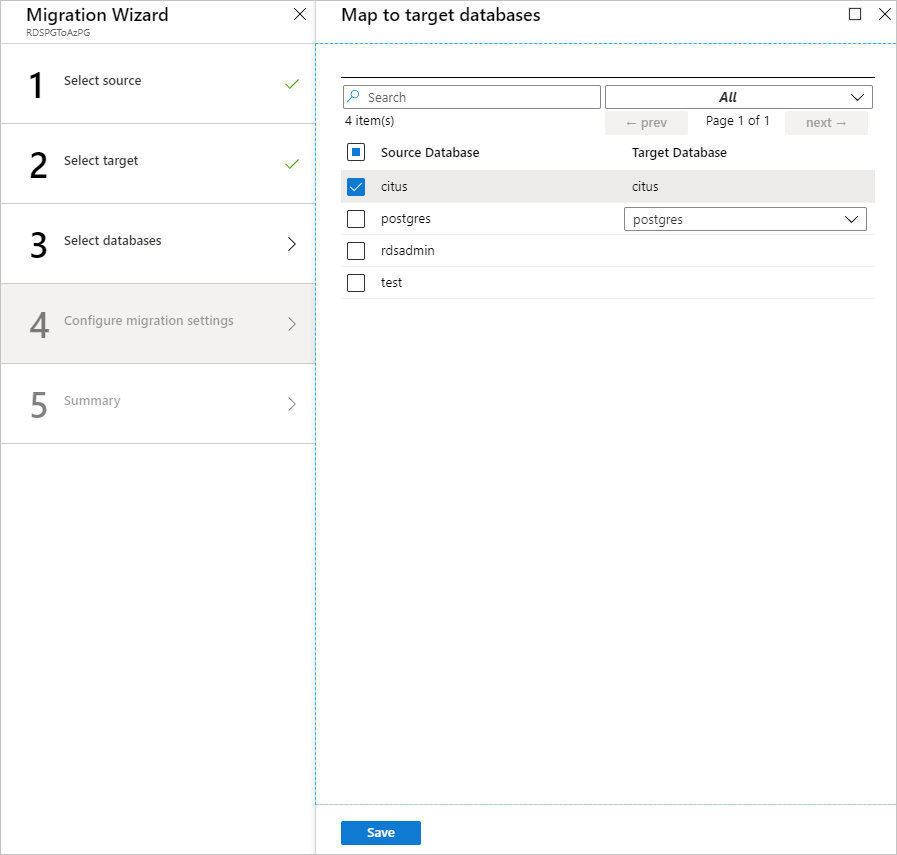 Migration Wizard
RDSPGToAzPG
1 Select source
2 Select target
3 Select databases
4 Configure migration settings
5 Summary
Map to target databases
Search All
4 item(s) ← prev Page 1 of 1 next →
Source Database Target Database
citus citus
postgres postgres
rdsadmin
test
Save